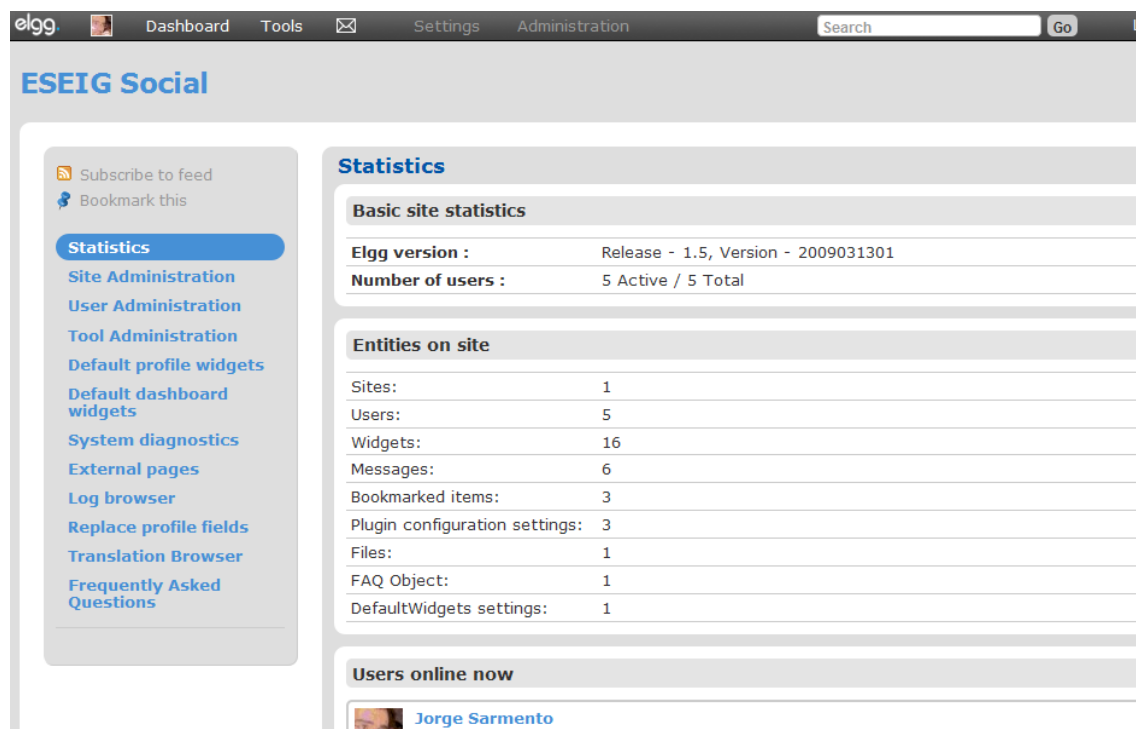 elgg. Dashboard Tools Settings Administration Search Go
ESEIG Social
Subscribe to feed
Bookmark this
Statistics
Site Administration
User Administration
Tool Administration
Default profile widgets
Default dashboard
widgets
System diagnostics
External pages
Log browser
Replace profile fields
Translation Browser
Frequently Asked
Questions
Statistics
Basic site statistics
Elgg version : Release - 1.5, Version - 2009031301
Number of users : 5 Active / 5 Total
Entities on site
Sites: 1
Users: 5
Widgets: 16
Messages: 6
Bookmarked items: 3
Plugin configuration settings: 3
Files: 1
FAQ Object: 1
DefaultWidgets settings: 1
Users online now
Jorge Sarmento